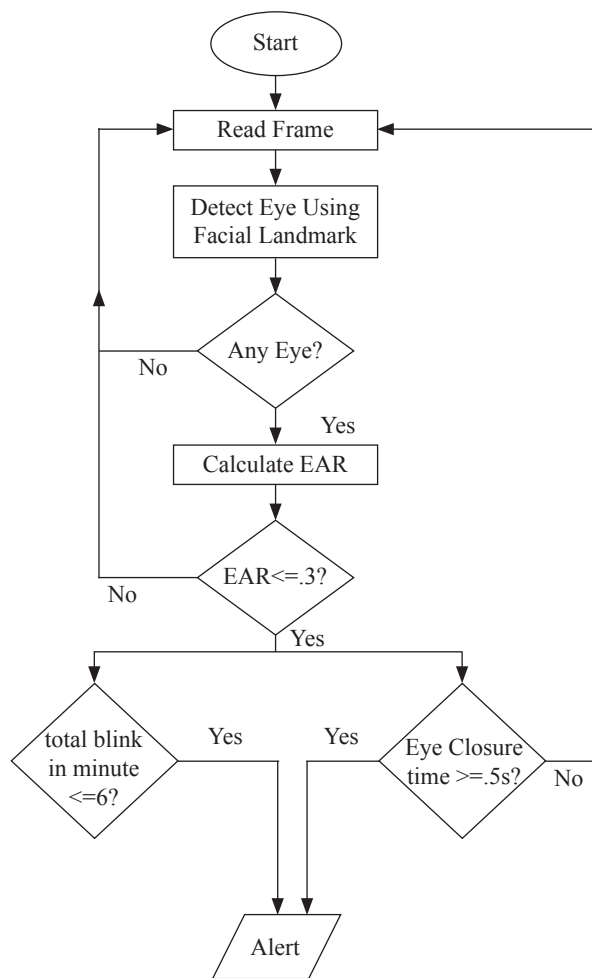 Start
Read Frame
Detect Eye Using
Facial Landmark
Any Eye?
No
Yes
Calculate EAR
EAR<=.3?
No
Yes
total blink
in minute
<=6?
Yes
Yes
Eye Closure
time >=.5s?
No
Alert